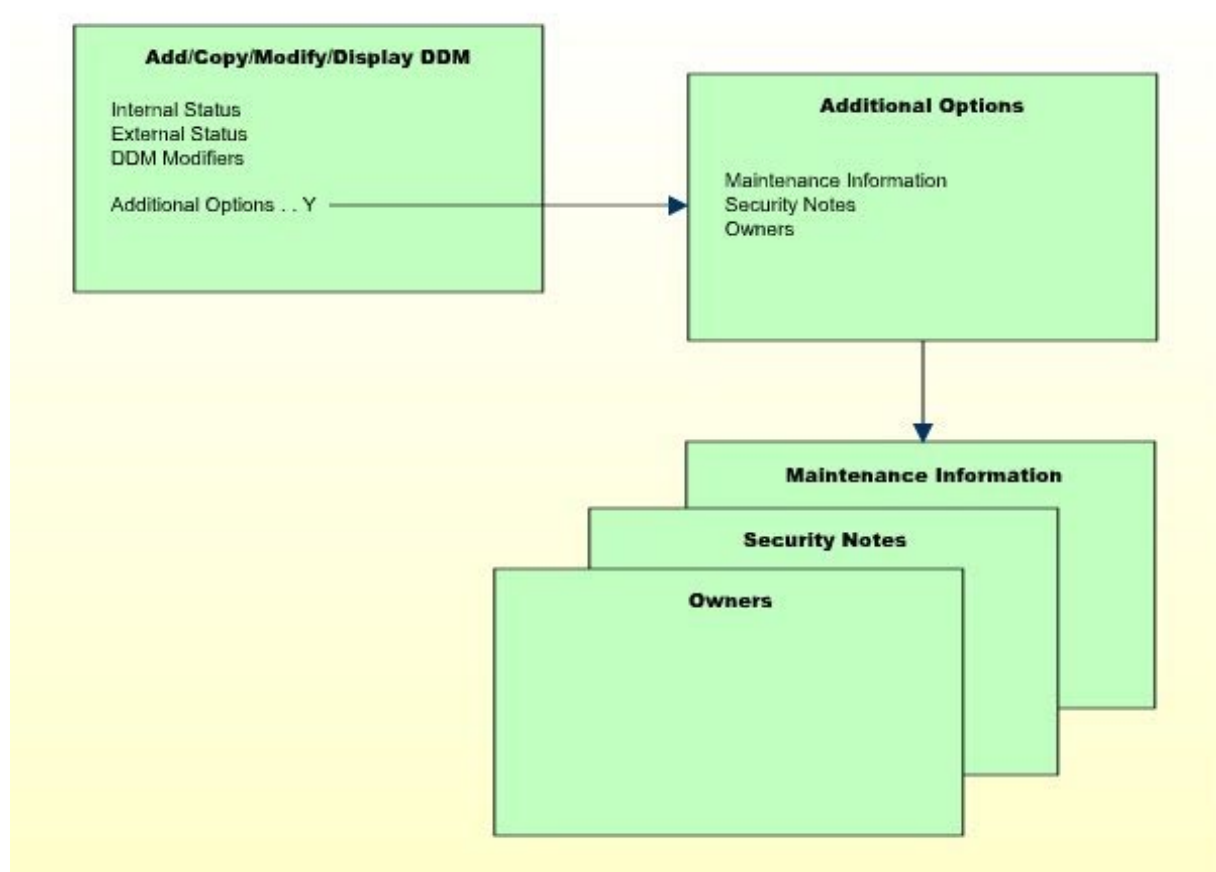 Add/Copy/Modify/Display DDM
Internal Status
External Status
DDM Modifiers
Additional Options . . Y
Additional Options
Maintenance Information
Security Notes
Owners
Maintenance Information
Security Notes
Owners